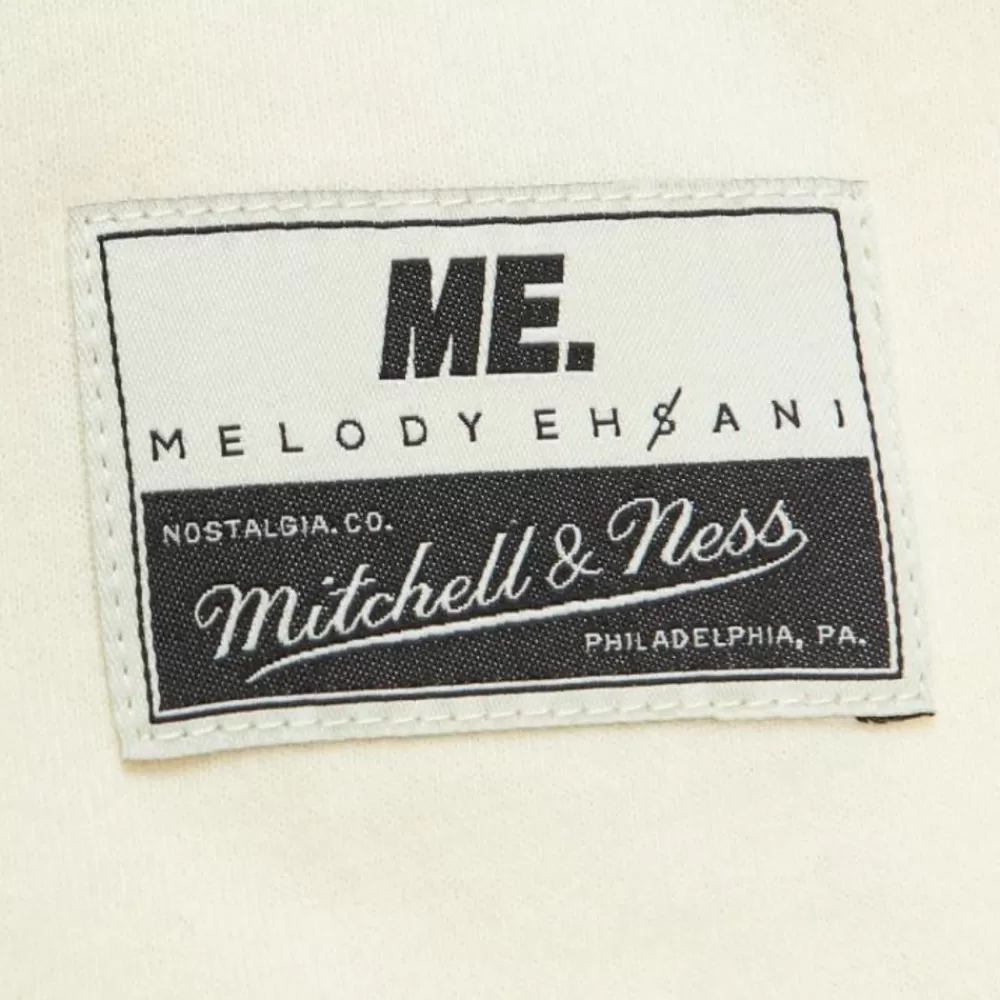 ME.
MELODY EHSANI
NOSTALGIA. CO.
Mitchell & Ness
PHILADELPHIA, PA.